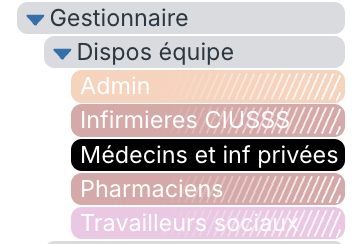 Gestionnaire
Dispos équipe
Admin
Infirmieres CIUSSS
Médecins et inf privées
Pharmaciens
Travailleurs sociaux